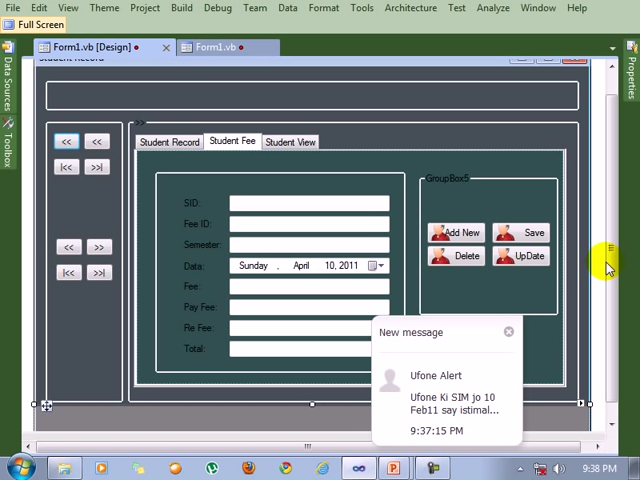 File Edit View Theme Project Build Debug Team Data Format Tools Architecture Test Analyze Window Help
Full Screen
Form1.vb [Design] Form1.vb
Student Record
Data Sources
Toolbox
Properties
<< <<
|<< >>|
<< >>
|<< >>|
>>
Student Record Student Fee Student View
SID:
Fee ID:
Semester:
Data: Sunday , April 10, 2011
Fee:
Pay Fee:
Re Fee:
Total:
GroupBox5
Add New Save
Delete UpDate
New message
Ufone Alert
Ufone Ki SIM jo 10
Feb11 say istimal...
9:37:15 PM
9:38 PM